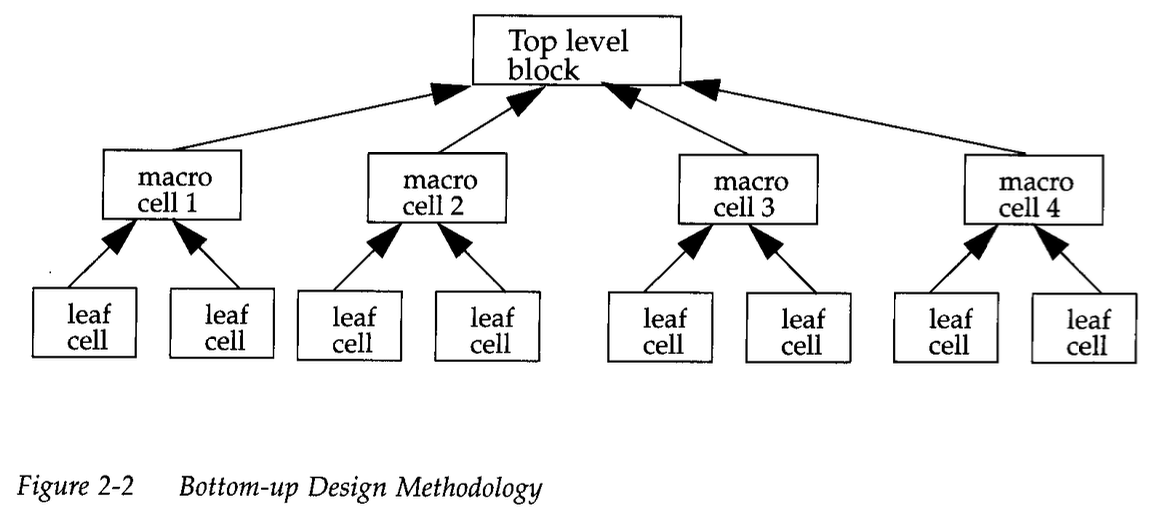 Top level
block
macro
cell 1
macro
cell 2
macro
cell 3
macro
cell 4
leaf
cell
leaf
cell
leaf
cell
leaf
cell
leaf
cell
leaf
cell
leaf
cell
leaf
cell
Figure 2-2 Bottom-up Design Methodology